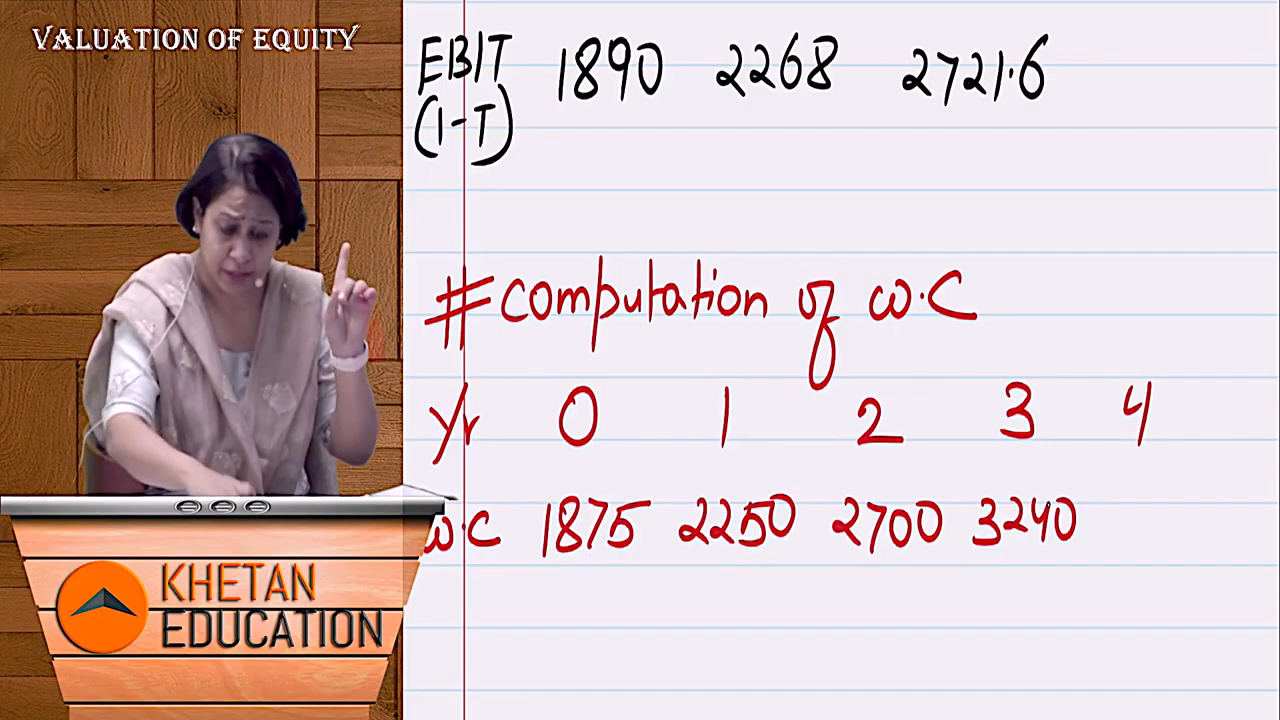 VALUATION OF EQUITY
EBIT 1890 2268 2721.6
(1-T)
#computation of W.C
Yr 0 1 2 3 4
W.C 1875 2250 2700 3240
KHETAN
EDUCATION